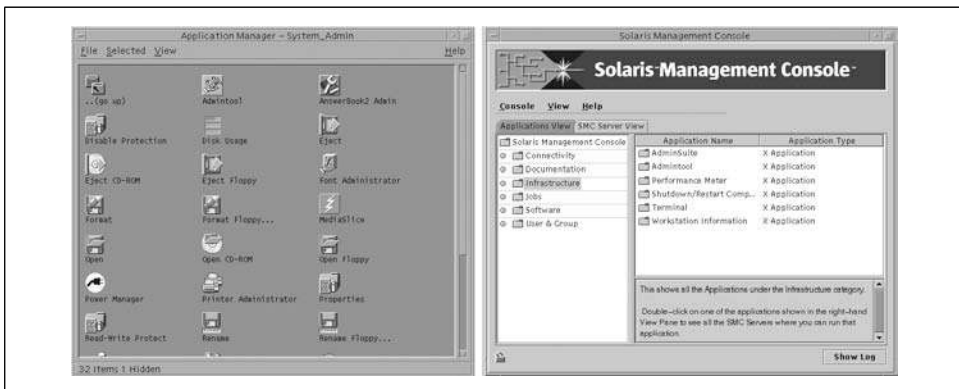 Application Manager - System_Admin
File Selected View Help
..(go up)
Admintool
AnswerBook2 Admin
Disable Protection
Disk Usage
Eject
Eject CD-ROM
Eject Floppy
Font Administrator
Format
Format Floppy...
MediaSlice
Open
Open CD-ROM
Open Floppy
Power Manager
Printer Administrator
Properties
Read-Write Protect
Rename
Rename Floppy...
32 Items 1 Hidden
Solaris Management Console
Solaris Management Console
Console View Help
Applications View SMC Server View
Solaris Management Console
Connectivity
Documentation
Infrastructure
Jobs
Software
User & Group
Application Name Application Type
AdminSuite X Application
Admintool X Application
Performance Meter X Application
Shutdown/Restart Comp... X Application
Terminal X Application
Workstation Information X Application
This shows all the Applications under the Infrastructure category.
Double-click on one of the applications shown in the right-hand
View Pane to see all the SMC Servers where you can run that
application.
Show Log